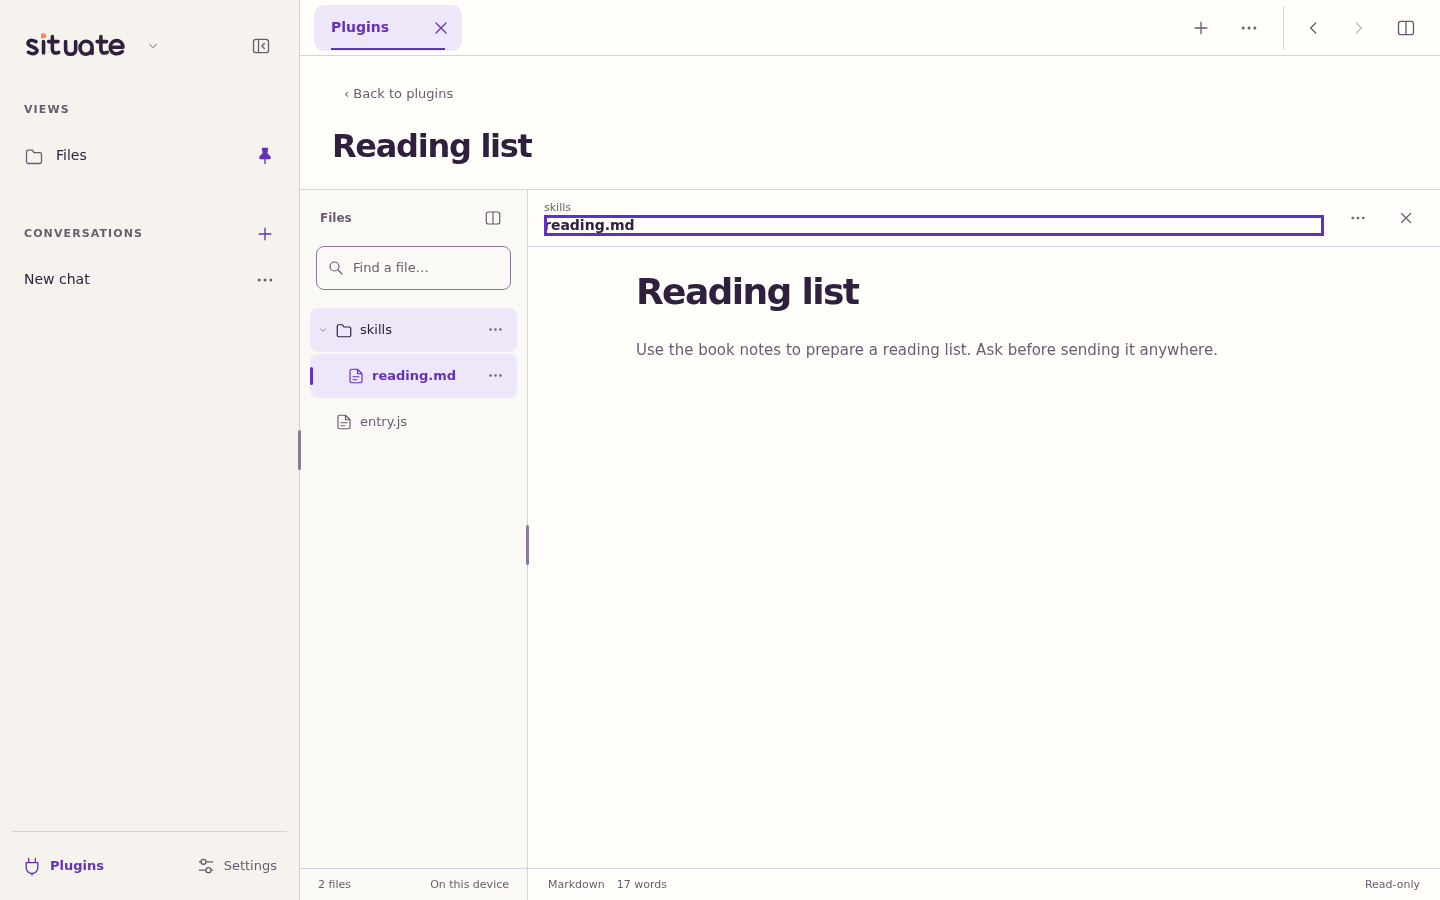 situate
VIEWS
Files
CONVERSATIONS
New chat
Plugins
Settings
Plugins
‹ Back to plugins
Reading list
Files
Find a file...
skills
reading.md
entry.js
2 files
On this device
skills
reading.md
Reading list
Use the book notes to prepare a reading list. Ask before sending it anywhere.
Markdown 17 words
Read-only